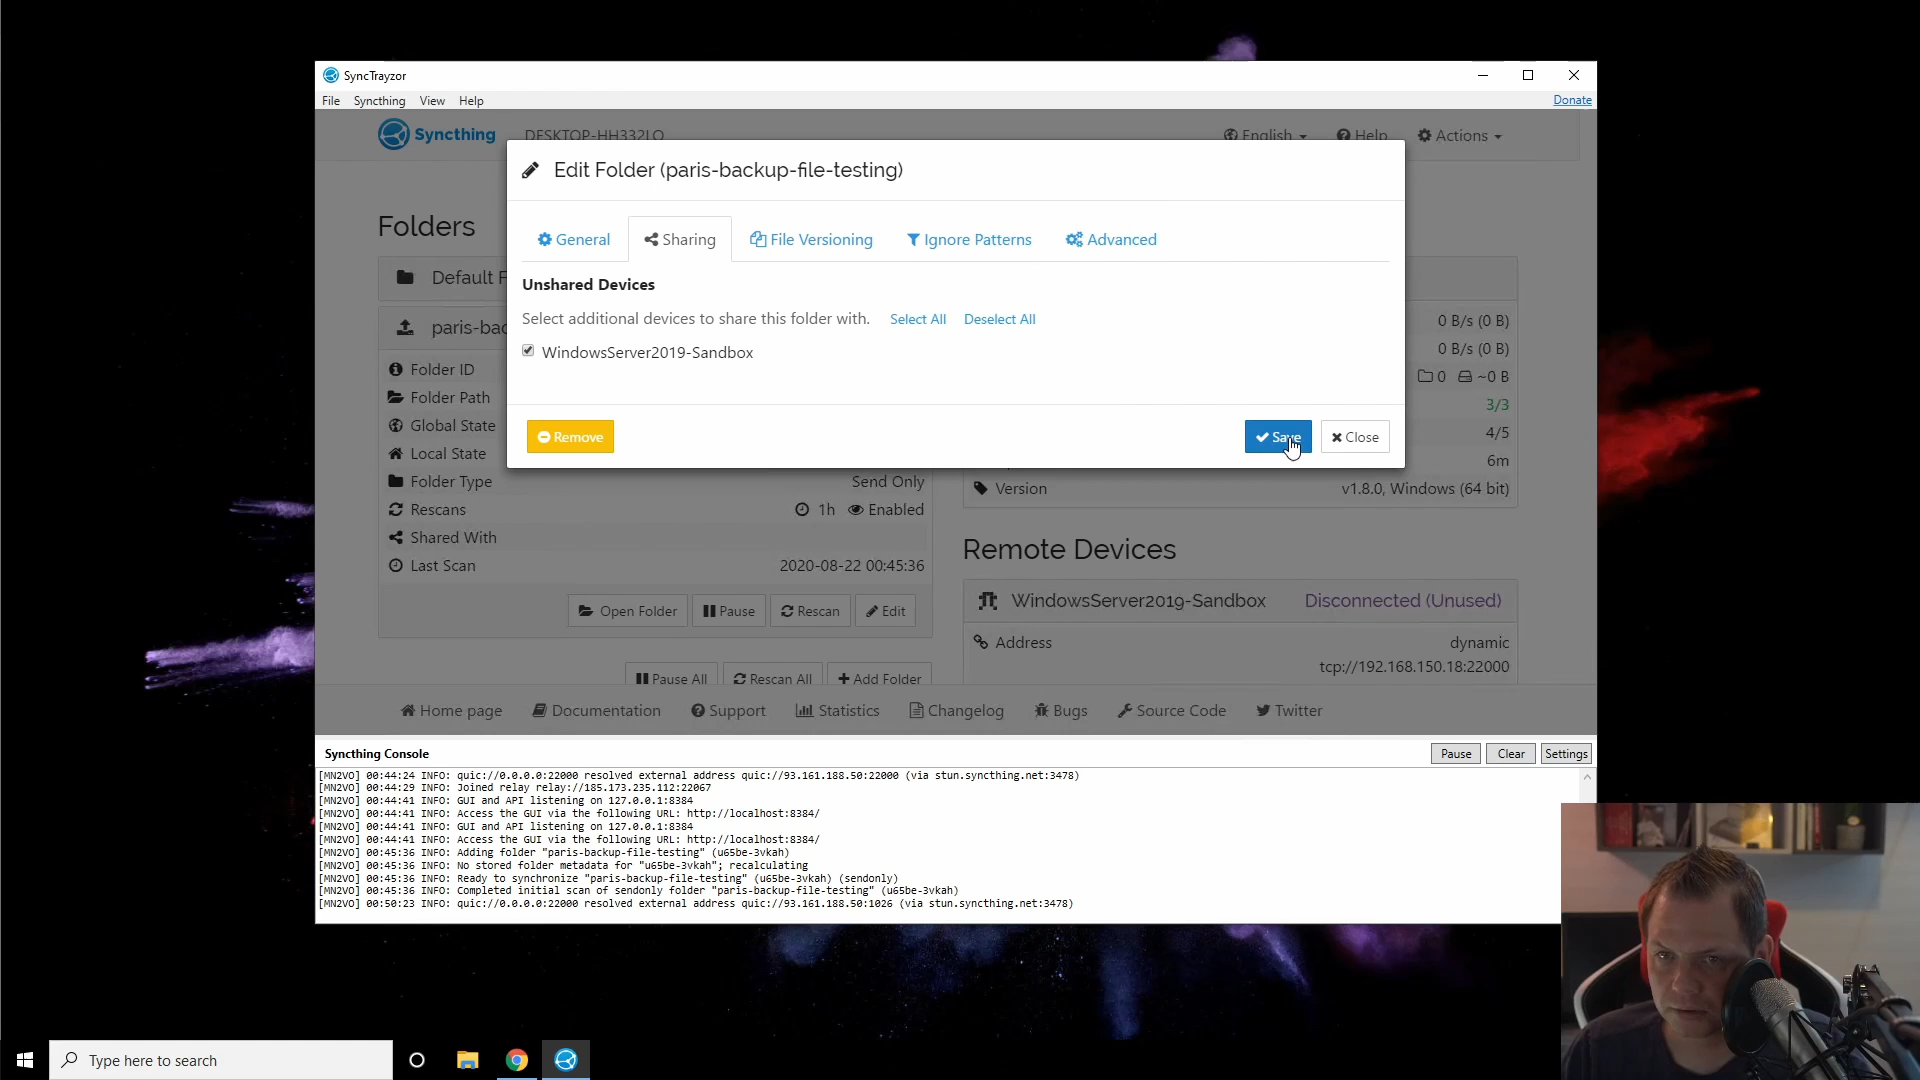 SyncTrayzor
File Syncthing View Help Donate
Syncthing DESKTOP-HH332LO English Help Actions
Edit Folder (paris-backup-file-testing)
General Sharing File Versioning Ignore Patterns Advanced
Unshared Devices
Select additional devices to share this folder with. Select All Deselect All
WindowsServer2019-Sandbox
Remove Save Close
Folders
Default F
paris-bac
Folder ID
Folder Path
Global State
Local State
Folder Type Send Only
Rescans 1h Enabled
Shared With
Last Scan 2020-08-22 00:45:36
Open Folder Pause Rescan Edit
Pause All Rescan All Add Folder
0 B/s (0 B)
0 B/s (0 B)
0 ~0 B
3/3
4/5
6m
Version v1.8.0, Windows (64 bit)
Remote Devices
WindowsServer2019-Sandbox Disconnected (Unused)
Address dynamic
tcp://192.168.150.18:22000
Home page Documentation Support Statistics Changelog Bugs Source Code Twitter
Syncthing Console Pause Clear Settings
[MN2VO] 00:44:24 INFO: quic://0.0.0.0:22000 resolved external address quic://93.161.188.50:22000 (via stun.syncthing.net:3478)
[MN2VO] 00:44:29 INFO: Joined relay relay://185.173.235.112:22067
[MN2VO] 00:44:41 INFO: GUI and API listening on 127.0.0.1:8384
[MN2VO] 00:44:41 INFO: Access the GUI via the following URL: http://localhost:8384/
[MN2VO] 00:44:41 INFO: GUI and API listening on 127.0.0.1:8384
[MN2VO] 00:44:41 INFO: Access the GUI via the following URL: http://localhost:8384/
[MN2VO] 00:45:36 INFO: Adding folder "paris-backup-file-testing" (u65be-3vkah)
[MN2VO] 00:45:36 INFO: No stored folder metadata for "u65be-3vkah"; recalculating
[MN2VO] 00:45:36 INFO: Ready to synchronize "paris-backup-file-testing" (u65be-3vkah) (sendonly)
[MN2VO] 00:45:36 INFO: Completed initial scan of sendonly folder "paris-backup-file-testing" (u65be-3vkah)
[MN2VO] 00:50:23 INFO: quic://0.0.0.0:22000 resolved external address quic://93.161.188.50:1026 (via stun.syncthing.net:3478)
Type here to search